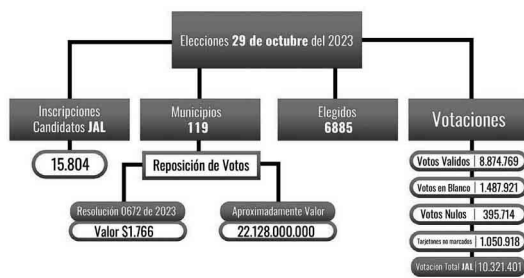 Elecciones 29 de octubre del 2023
Inscripciones
Candidatos JAL
15.804
Municipios
119
Elegidos
6885
Votaciones
Reposición de Votos
Resolución 0672 de 2023
Valor $1.766
Aproximadamente Valor
22.128.000.000
Votos Validos 8.874.769
Votos en Blanco 1.487.921
Votos Nulos 395.714
Tarjetones no marcados 1.050.918
Votacion Total JAL 10.321.401